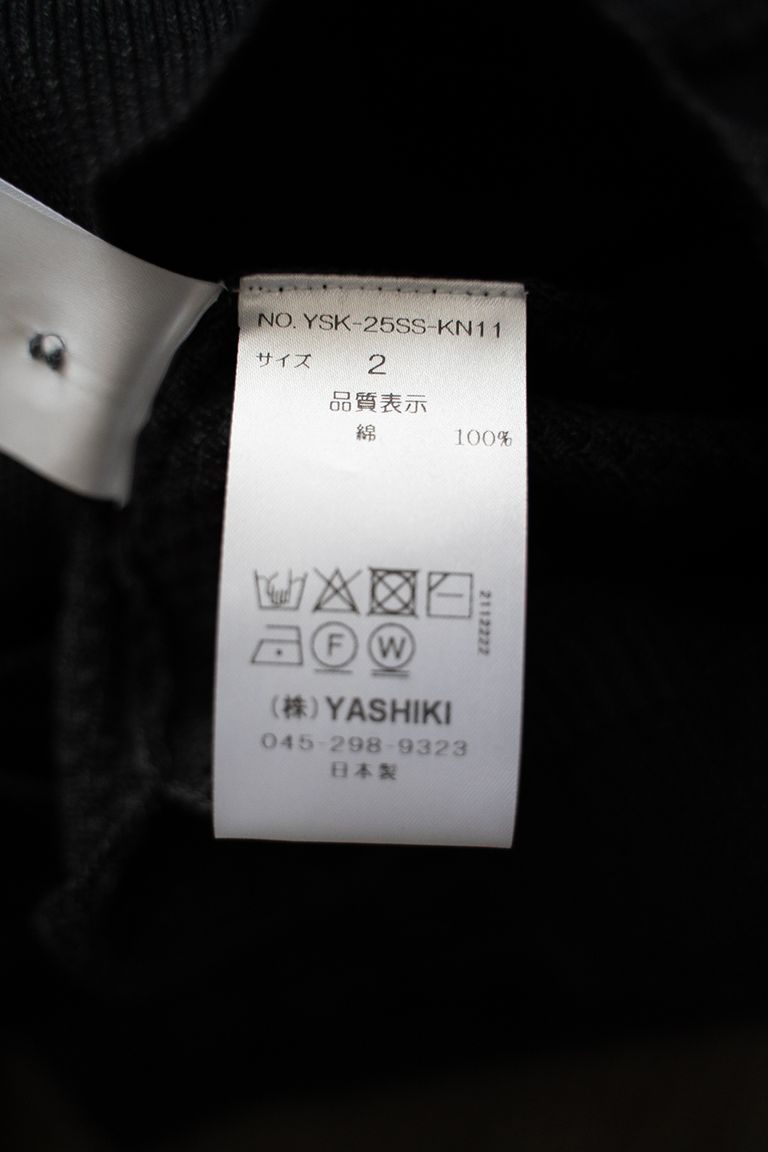 NO. YSK-25SS-KN11
サイズ 2
品質表示
綿 100%
2112222
F W
(株) YASHIKI
045-298-9323
日本製